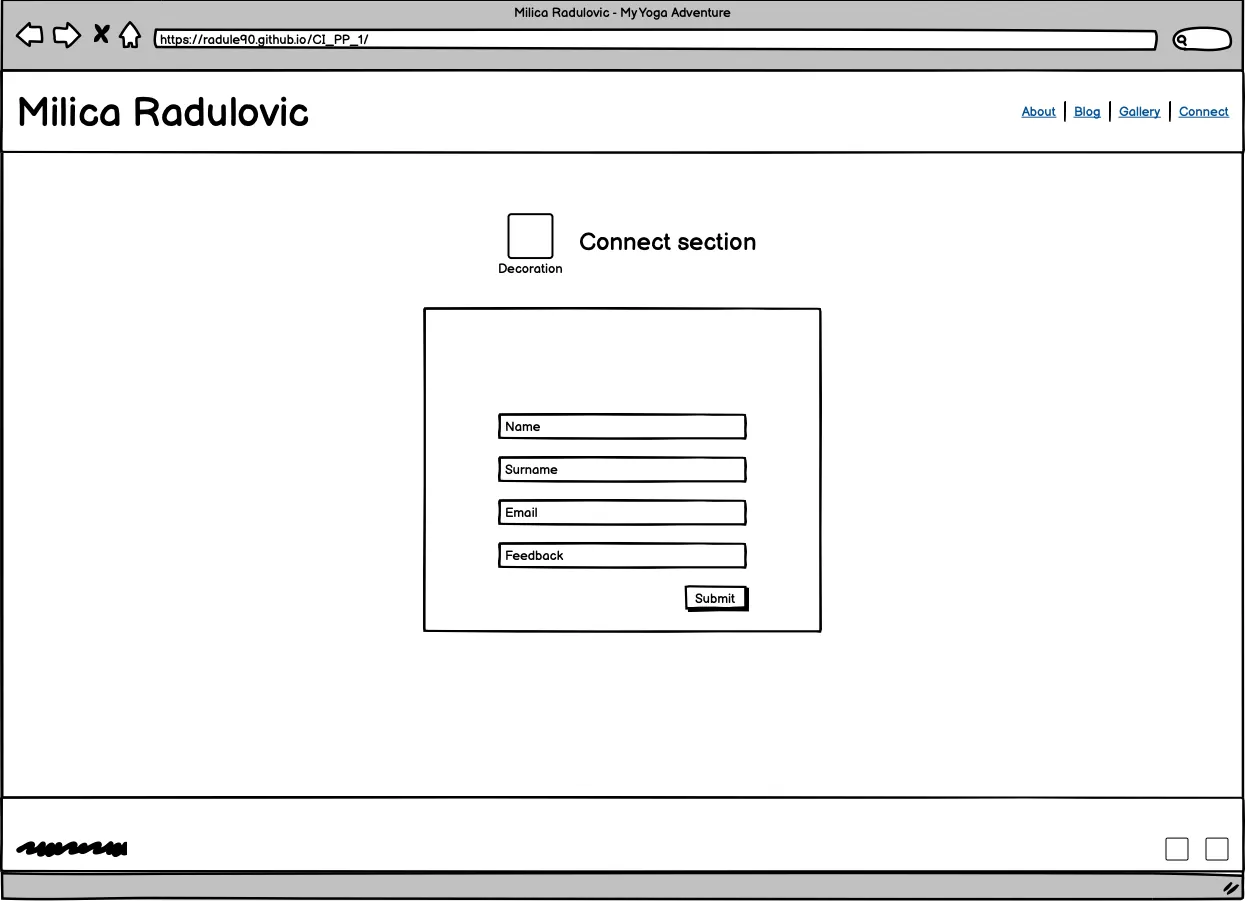 Milica Radulovic - My Yoga Adventure
https://radule90.github.io/CI_PP_1/
Milica Radulovic
About | Blog | Gallery | Connect
Connect section
Decoration
Name
Surname
Email
Feedback
Submit